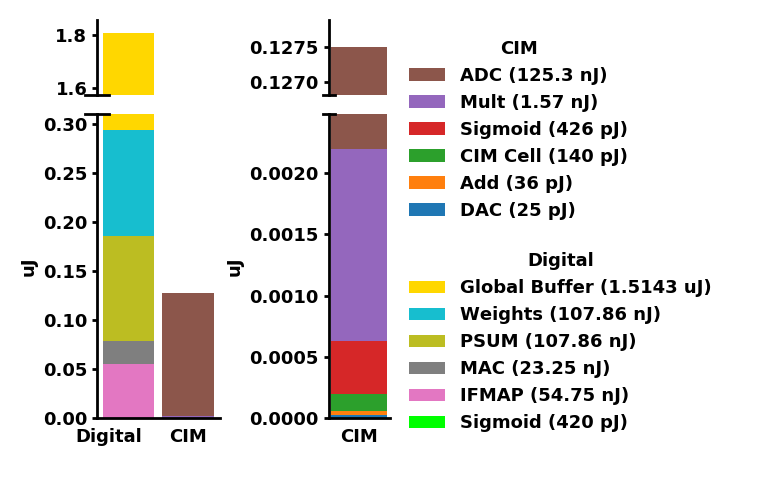 1.8
1.6
0.30
0.25
0.20
0.15
0.10
0.05
0.00
uJ
Digital
CIM
0.1275
0.1270
0.0020
0.0015
0.0010
0.0005
0.0000
uJ
CIM
CIM
ADC (125.3 nJ)
Mult (1.57 nJ)
Sigmoid (426 pJ)
CIM Cell (140 pJ)
Add (36 pJ)
DAC (25 pJ)
Digital
Global Buffer (1.5143 uJ)
Weights (107.86 nJ)
PSUM (107.86 nJ)
MAC (23.25 nJ)
IFMAP (54.75 nJ)
Sigmoid (420 pJ)